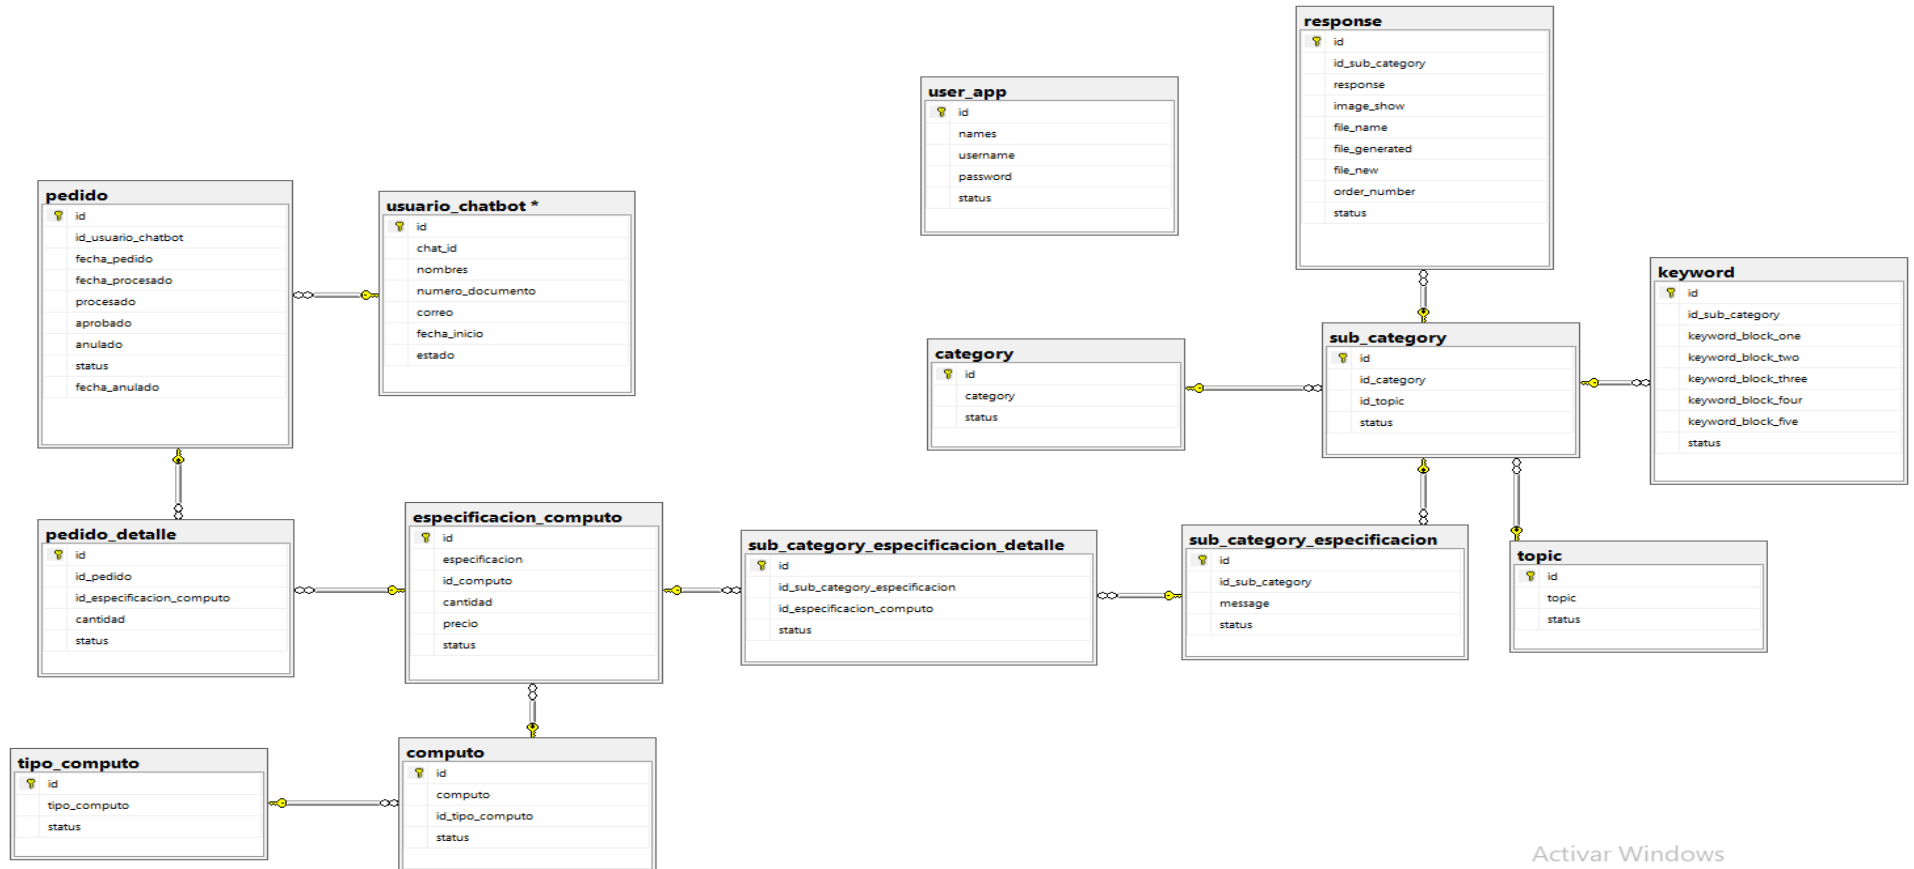 response
id
id_sub_category
response
image_show
file_name
file_generated
file_new
order_number
status
user_app
id
names
username
password
status
pedido
id
id_usuario_chatbot
fecha_pedido
fecha_procesado
procesado
aprobado
anulado
status
fecha_anulado
usuario_chatbot *
id
chat_id
nombres
numero_documento
correo
fecha_inicio
estado
keyword
id
id_sub_category
keyword_block_one
keyword_block_two
keyword_block_three
keyword_block_four
keyword_block_five
status
category
id
category
status
sub_category
id
id_category
id_topic
status
pedido_detalle
id
id_pedido
id_especificacion_computo
cantidad
status
especificacion_computo
id
especificacion
id_computo
cantidad
precio
status
sub_category_especificacion_detalle
id
id_sub_category_especificacion
id_especificacion_computo
status
sub_category_especificacion
id
id_sub_category
message
status
topic
id
topic
status
tipo_computo
id
tipo_computo
status
computo
id
computo
id_tipo_computo
status
Activar Windows